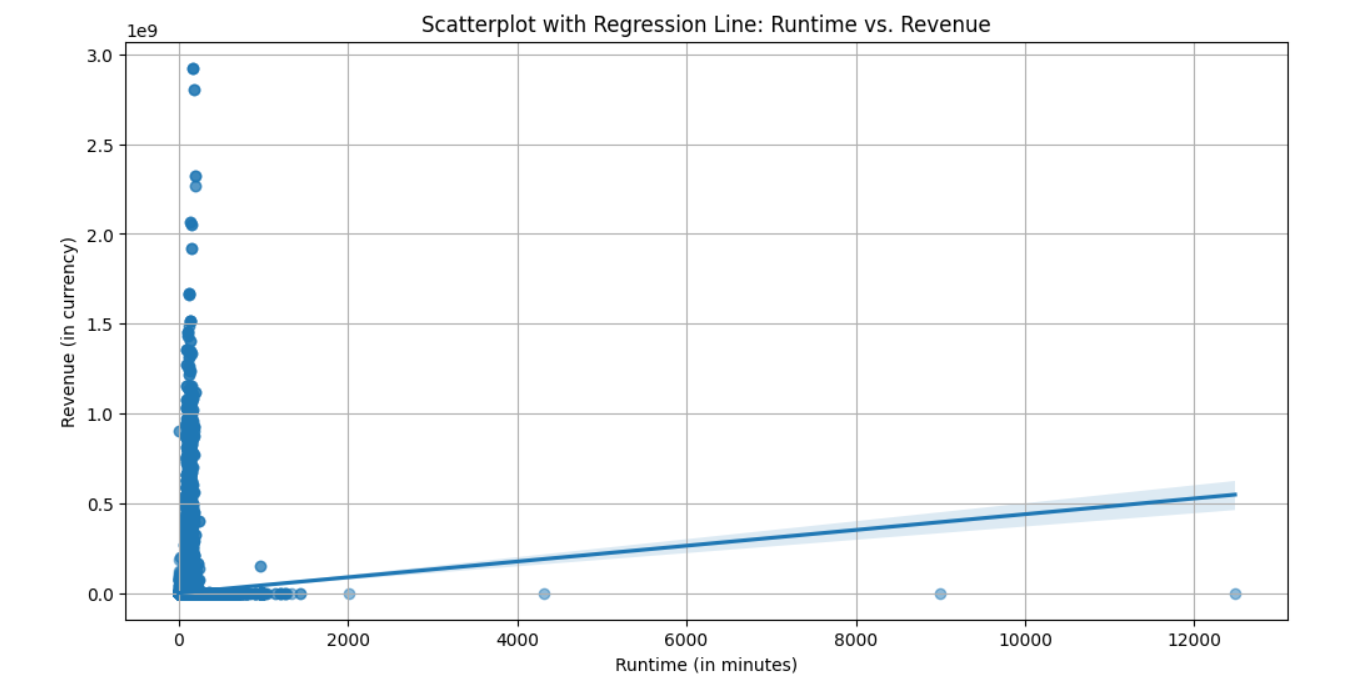 Scatterplot with Regression Line: Runtime vs. Revenue
1e9
3.0
2.5
2.0
1.5
1.0
0.5
0.0
Revenue (in currency)
0 2000 4000 6000 8000 10000 12000
Runtime (in minutes)